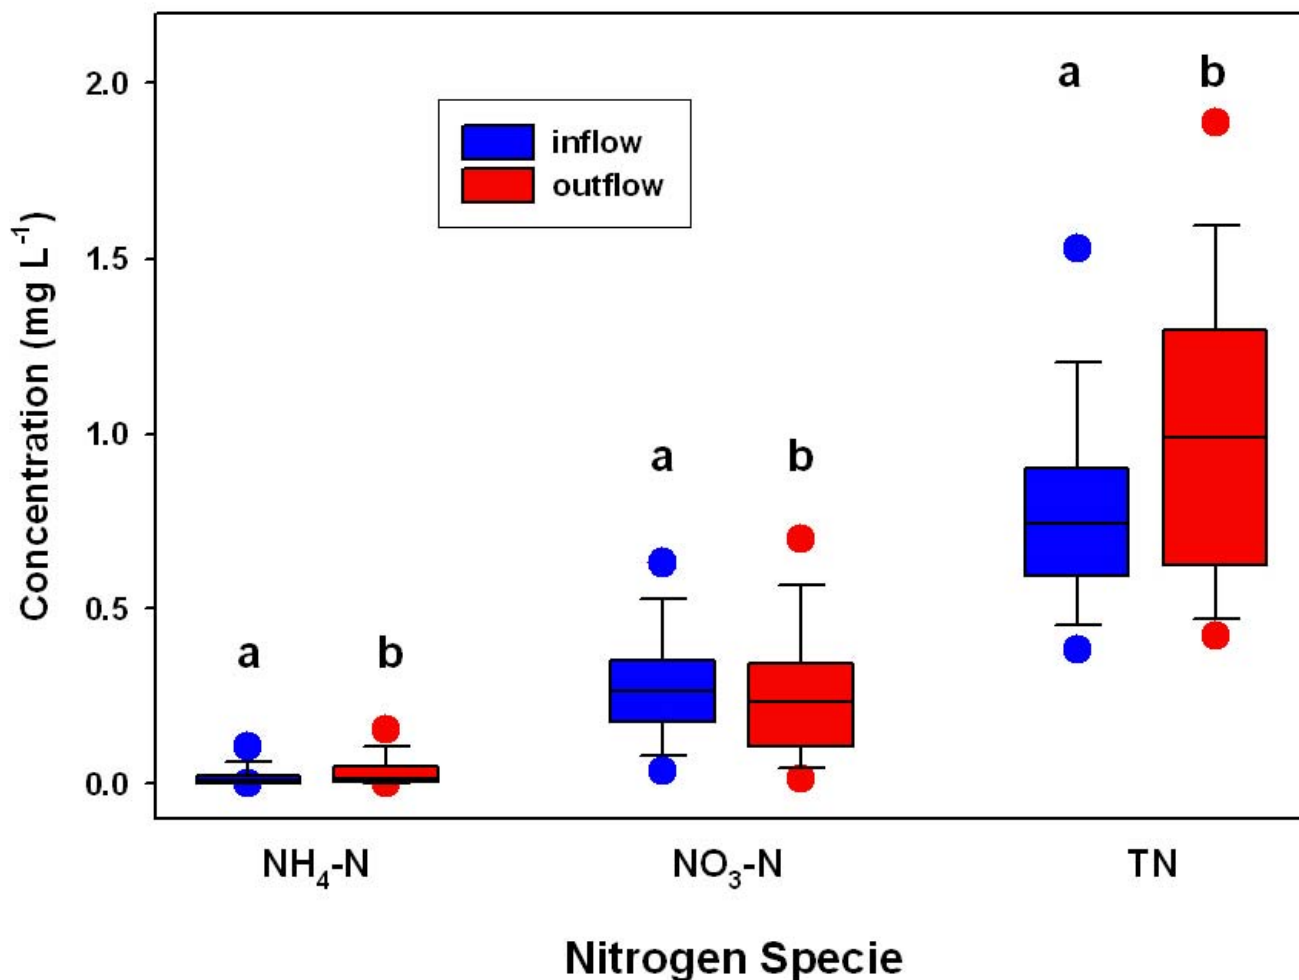 Concentration (mg L⁻¹)
2.0
1.5
1.0
0.5
0.0
inflow
outflow
a b
a b
a b
NH₄-N NO₃-N TN
Nitrogen Specie